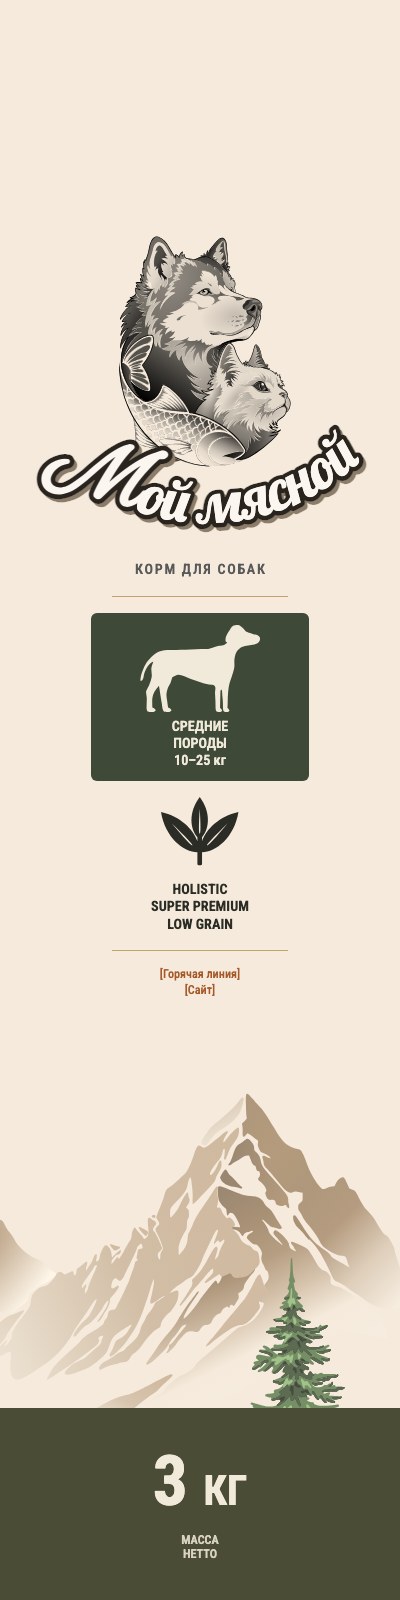 Мой мясной
КОРМ ДЛЯ СОБАК
СРЕДНИЕ
ПОРОДЫ
10–25 кг
HOLISTIC
SUPER PREMIUM
LOW GRAIN
[Горячая линия]
[Сайт]
3 кг
МАССА
НЕТТО